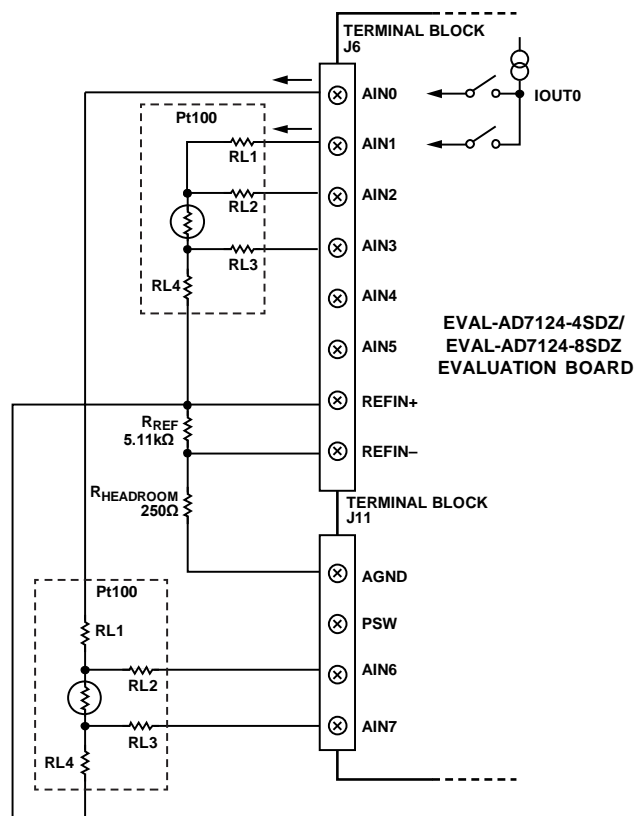 TERMINAL BLOCK
J6
AIN0
IOUT0
Pt100
RL1
AIN1
RL2
AIN2
RL3
AIN3
RL4
AIN4
AIN5
EVAL-AD7124-4SDZ/
EVAL-AD7124-8SDZ
EVALUATION BOARD
REFIN+
RREF
5.11kΩ
REFIN–
RHEADROOM
250Ω
TERMINAL BLOCK
J11
AGND
Pt100
PSW
RL1
RL2
AIN6
RL3
AIN7
RL4